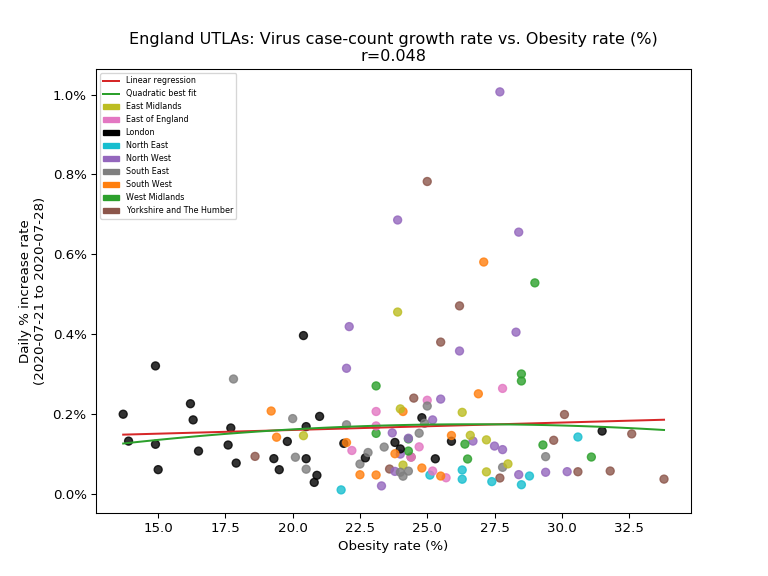 England UTLAs: Virus case-count growth rate vs. Obesity rate (%)
r=0.048
Linear regression
Quadratic best fit
East Midlands
East of England
London
North East
North West
South East
South West
West Midlands
Yorkshire and The Humber
1.0%
0.8%
0.6%
0.4%
0.2%
0.0%
Daily % increase rate
(2020-07-21 to 2020-07-28)
15.0 17.5 20.0 22.5 25.0 27.5 30.0 32.5
Obesity rate (%)